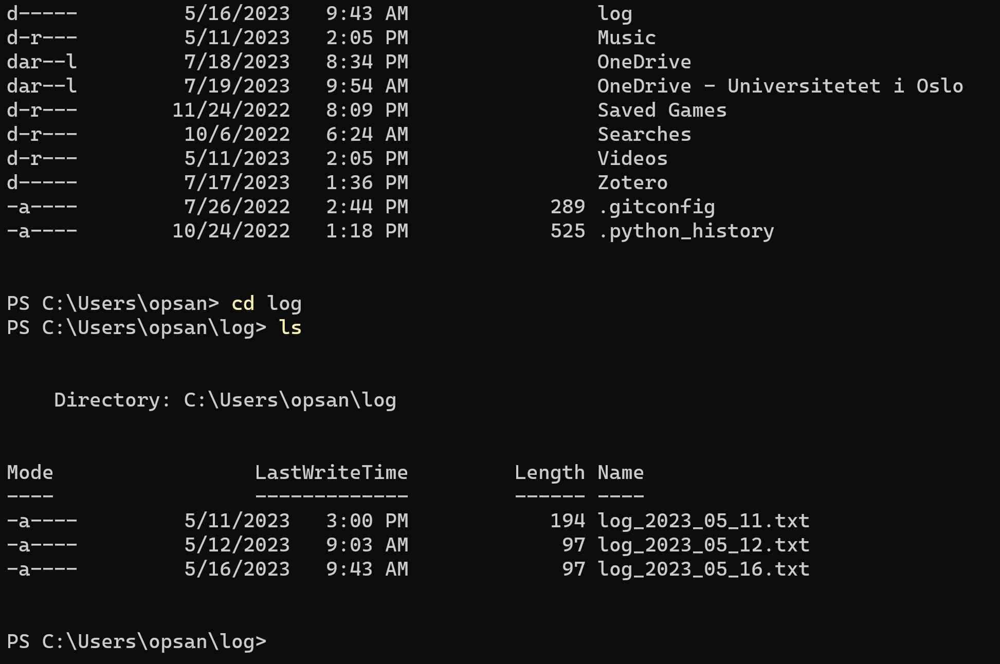 d-----         5/16/2023   9:43 AM                log
d-r---         5/11/2023   2:05 PM                Music
dar--l         7/18/2023   8:34 PM                OneDrive
dar--l         7/19/2023   9:54 AM                OneDrive - Universitetet i Oslo
d-r---        11/24/2022   8:09 PM                Saved Games
d-r---         10/6/2022   6:24 AM                Searches
d-r---         5/11/2023   2:05 PM                Videos
d-----         7/17/2023   1:36 PM                Zotero
-a----         7/26/2022   2:44 PM            289 .gitconfig
-a----        10/24/2022   1:18 PM            525 .python_history
PS C:\Users\opsan> cd log
PS C:\Users\opsan\log> ls
    Directory: C:\Users\opsan\log
Mode                 LastWriteTime         Length Name
----                 -------------         ------ ----
-a----         5/11/2023   3:00 PM            194 log_2023_05_11.txt
-a----         5/12/2023   9:03 AM             97 log_2023_05_12.txt
-a----         5/16/2023   9:43 AM             97 log_2023_05_16.txt
PS C:\Users\opsan\log>